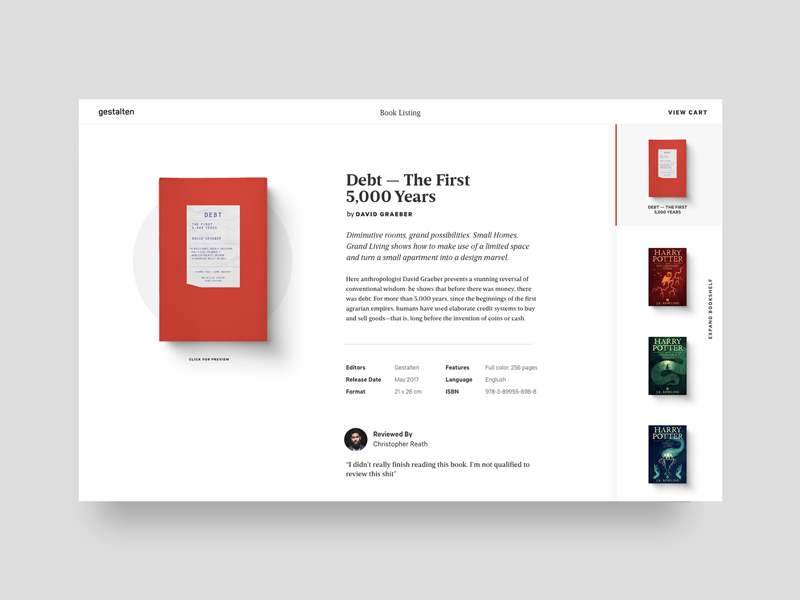 gestalten
Book Listing
VIEW CART
DEBT
THE FIRST
5,000 YEARS
DAVID GRAEBER
CLICK FOR PREVIEW
Debt — The First
5,000 Years
by DAVID GRAEBER
Diminative rooms, grand possibilities. Small Homes,
Grand Living shows how to make use of a limited space
and turn a small apartment into a design marvel.
Here anthropologist David Graeber presents a stunning reversal of
conventional wisdom: he shows that before there was money, there
was debt. For more than 5,000 years, since the beginnings of the first
agrarian empires, humans have used elaborate credit systems to buy
and sell goods—that is, long before the invention of coins or cash.
Editors Gestalten Features Full color, 256 pages
Release Date May 2017 Language English
Format 21 x 26 cm ISBN 978-3-89955-698-8
Reviewed By
Christopher Reath
“I didn't really finish reading this book. I'm not qualified to
review this shit”
DEBT
DEBT — THE FIRST
5,000 YEARS
HARRY
POTTER
J.K. ROWLING
HARRY
POTTER
J.K. ROWLING
HARRY
POTTER
J.K. ROWLING
EXPAND BOOKSHELF